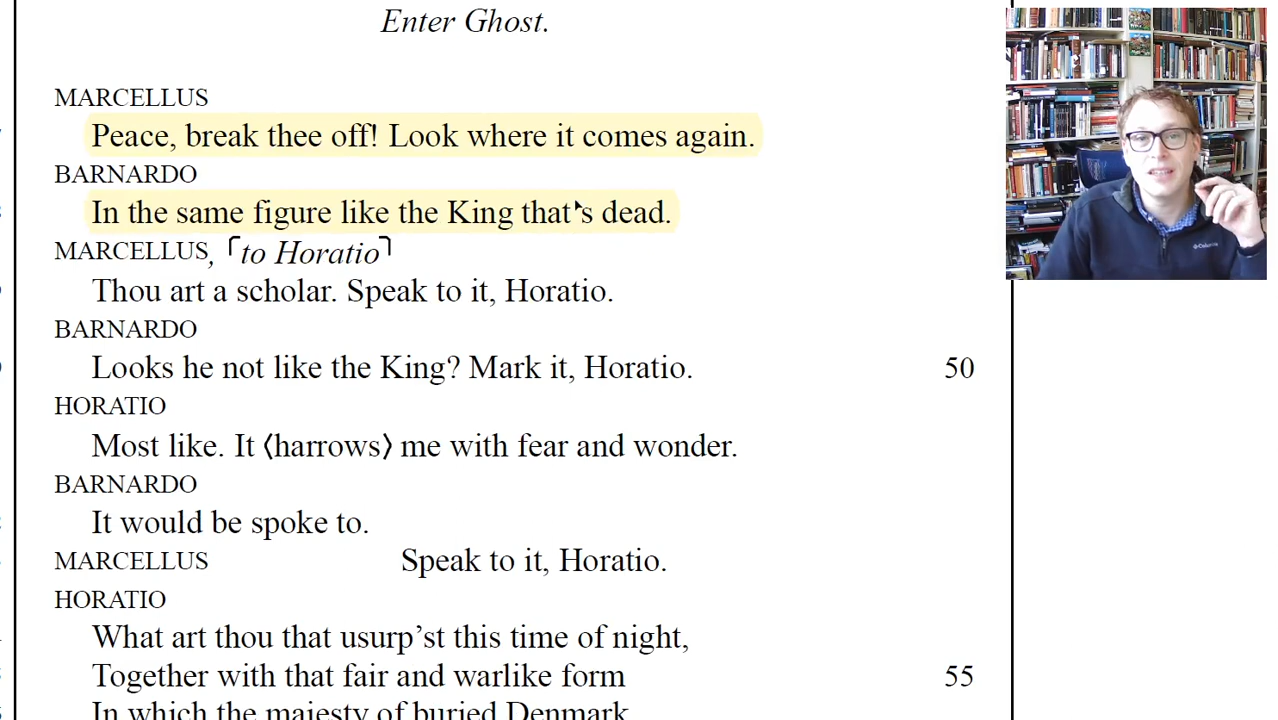 Enter Ghost.
MARCELLUS
Peace, break thee off! Look where it comes again.
BARNARDO
In the same figure like the King that's dead.
MARCELLUS, ⌜to Horatio⌝
Thou art a scholar. Speak to it, Horatio.
BARNARDO
Looks he not like the King? Mark it, Horatio. 50
HORATIO
Most like. It ⟨harrows⟩ me with fear and wonder.
BARNARDO
It would be spoke to.
MARCELLUS Speak to it, Horatio.
HORATIO
What art thou that usurp’st this time of night,
Together with that fair and warlike form 55
In which the majesty of buried Denmark
Columbia